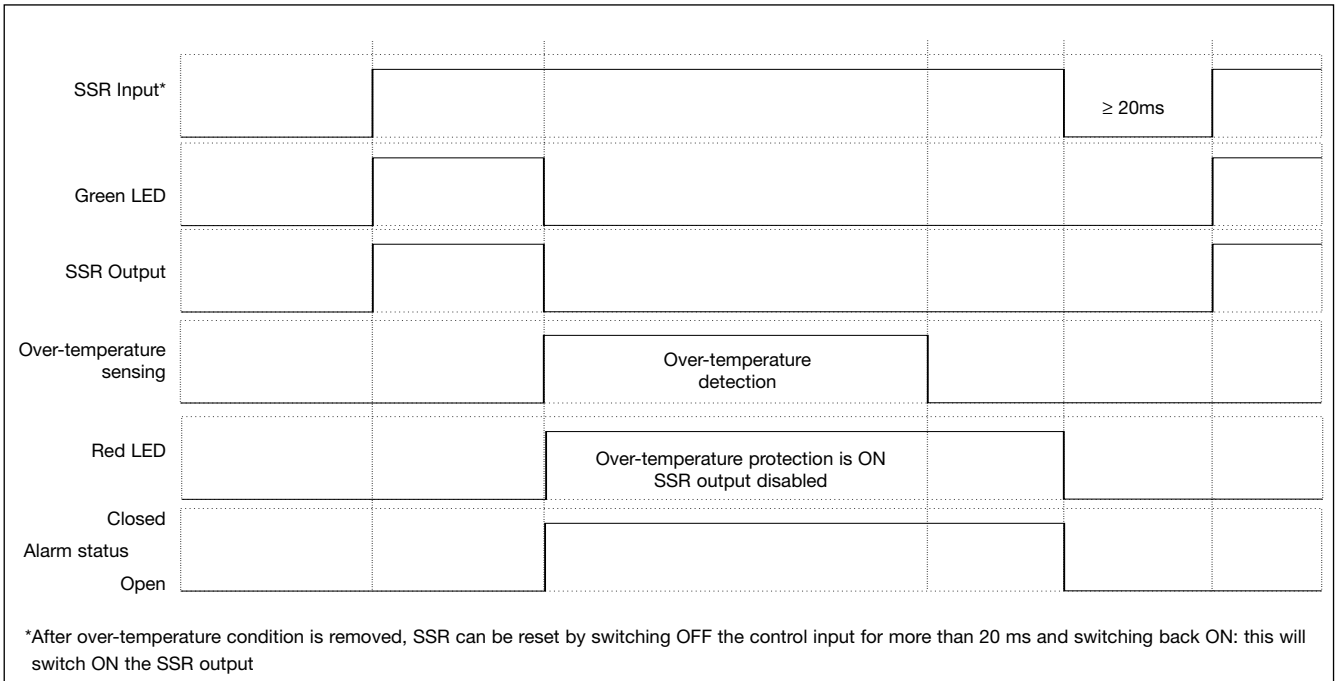 SSR Input*
≥ 20ms
Green LED
SSR Output
Over-temperature
sensing
Over-temperature
detection
Red LED
Over-temperature protection is ON
SSR output disabled
Closed
Alarm status
Open
*After over-temperature condition is removed, SSR can be reset by switching OFF the control input for more than 20 ms and switching back ON: this will
switch ON the SSR output